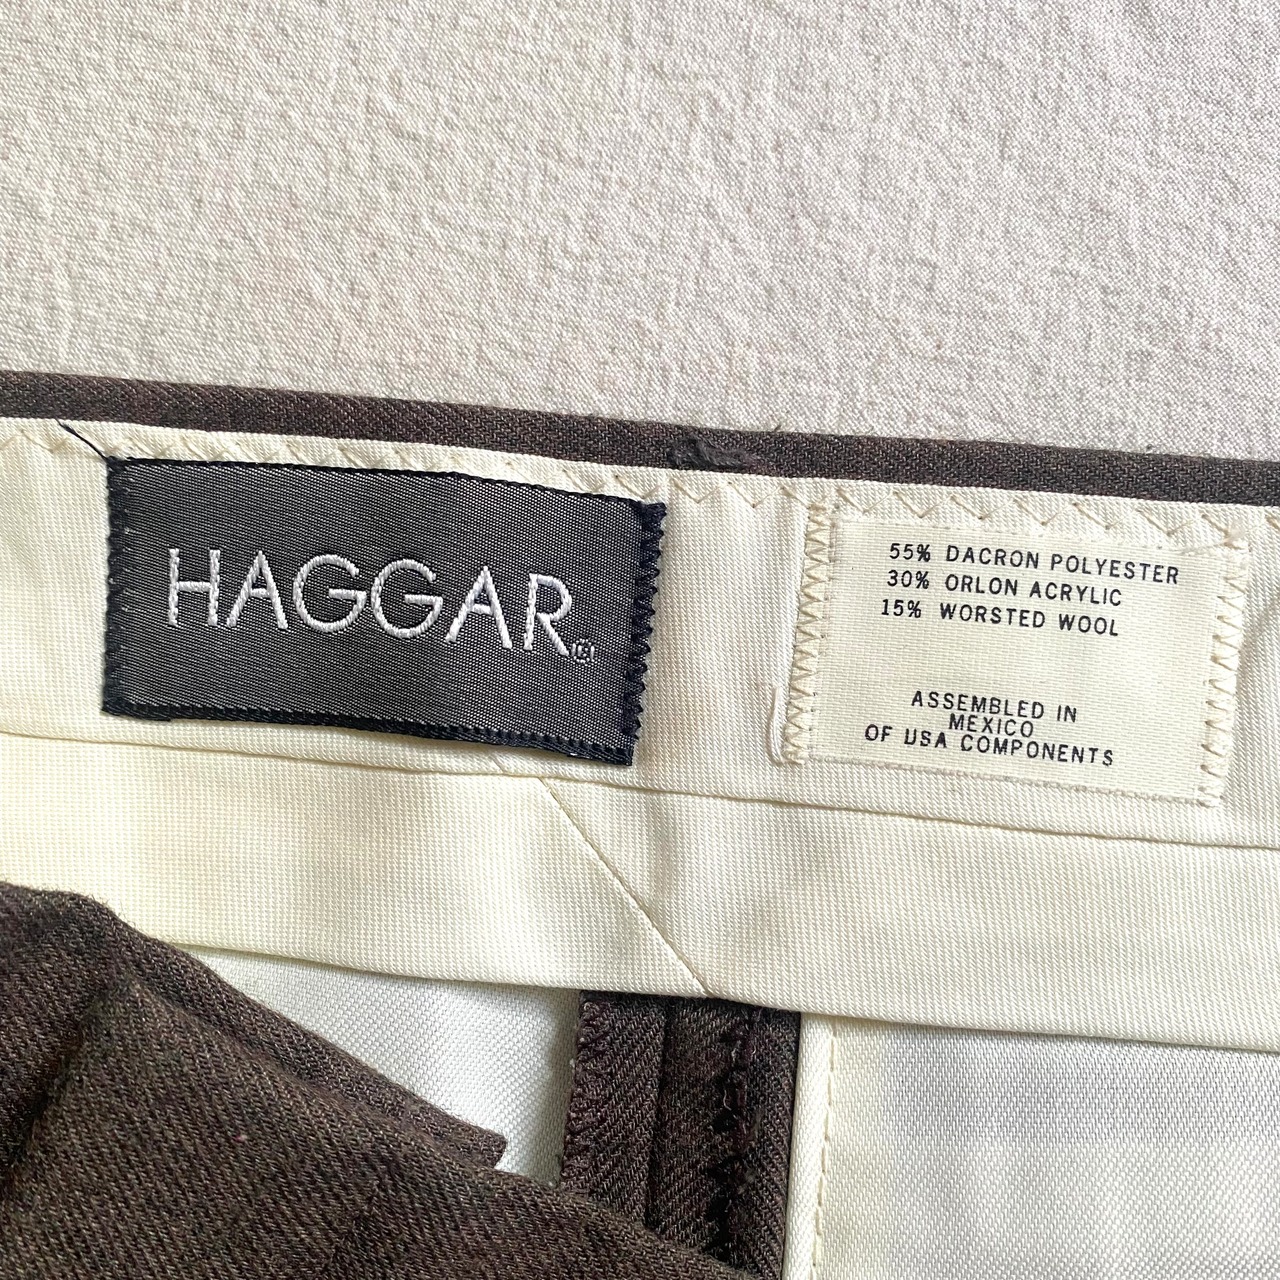 HAGGAR®
55% DACRON POLYESTER
30% ORLON ACRYLIC
15% WORSTED WOOL
ASSEMBLED IN
MEXICO
OF USA COMPONENTS